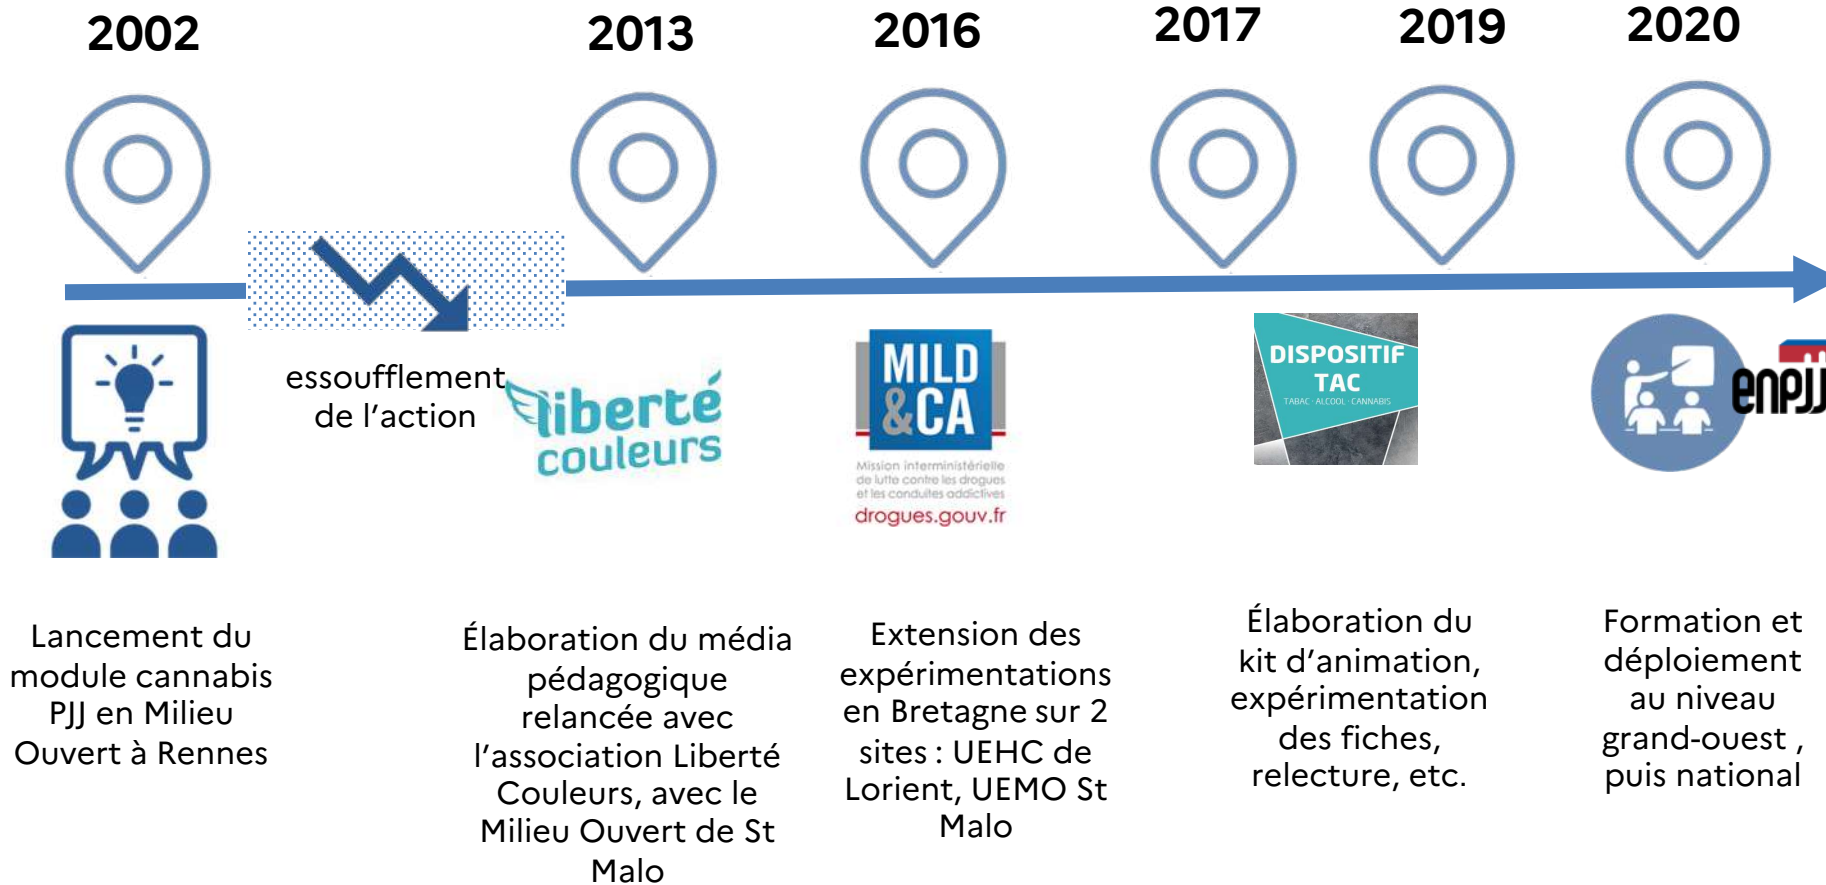 2002
2013
2016
2017
2019
2020
essoufflement
de l’action
liberté
couleurs
MILD
&CA
Mission interministérielle
de lutte contre les drogues
et les conduites addictives
drogues.gouv.fr
DISPOSITIF
TAC
TABAC · ALCOOL · CANNABIS
enpjj
Lancement du
module cannabis
PJJ en Milieu
Ouvert à Rennes
Élaboration du média
pédagogique
relancée avec
l’association Liberté
Couleurs, avec le
Milieu Ouvert de St
Malo
Extension des
expérimentations
en Bretagne sur 2
sites : UEHC de
Lorient, UEMO St
Malo
Élaboration du
kit d’animation,
expérimentation
des fiches,
relecture, etc.
Formation et
déploiement
au niveau
grand-ouest ,
puis national